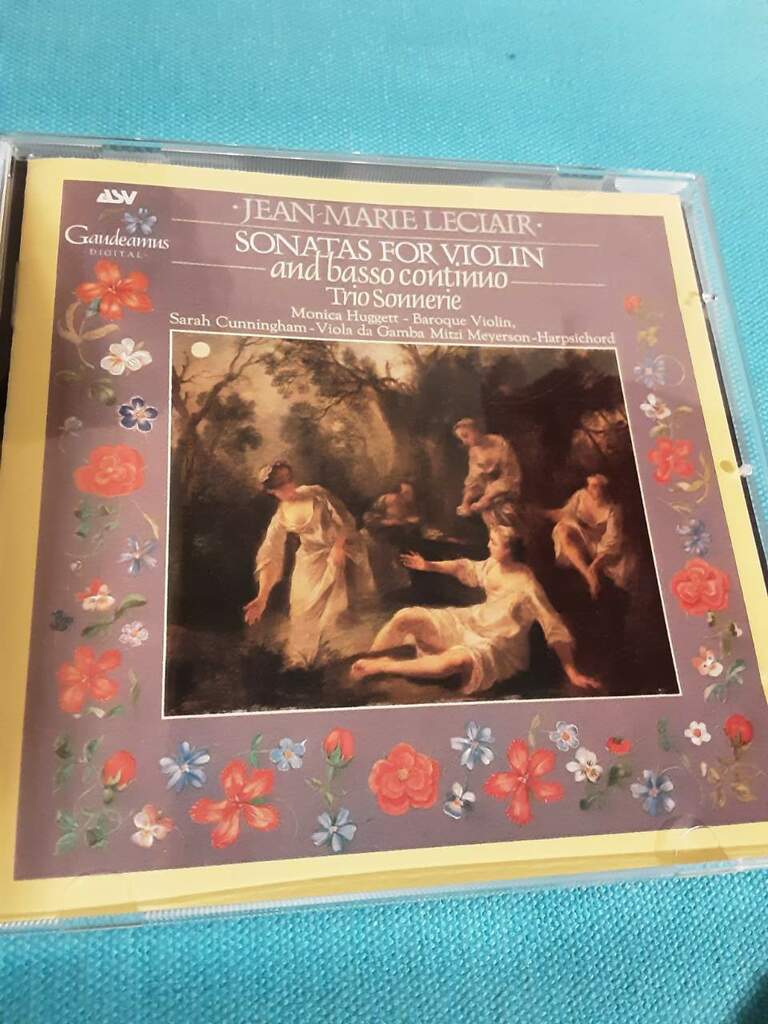 ASV
Gaudeamus
DIGITAL
·JEAN-MARIE LECLAIR·
SONATAS FOR VIOLIN
and basso continuo
Trio Sonnerie
Monica Huggett - Baroque Violin,
Sarah Cunningham - Viola da Gamba Mitzi Meyerson - Harpsichord